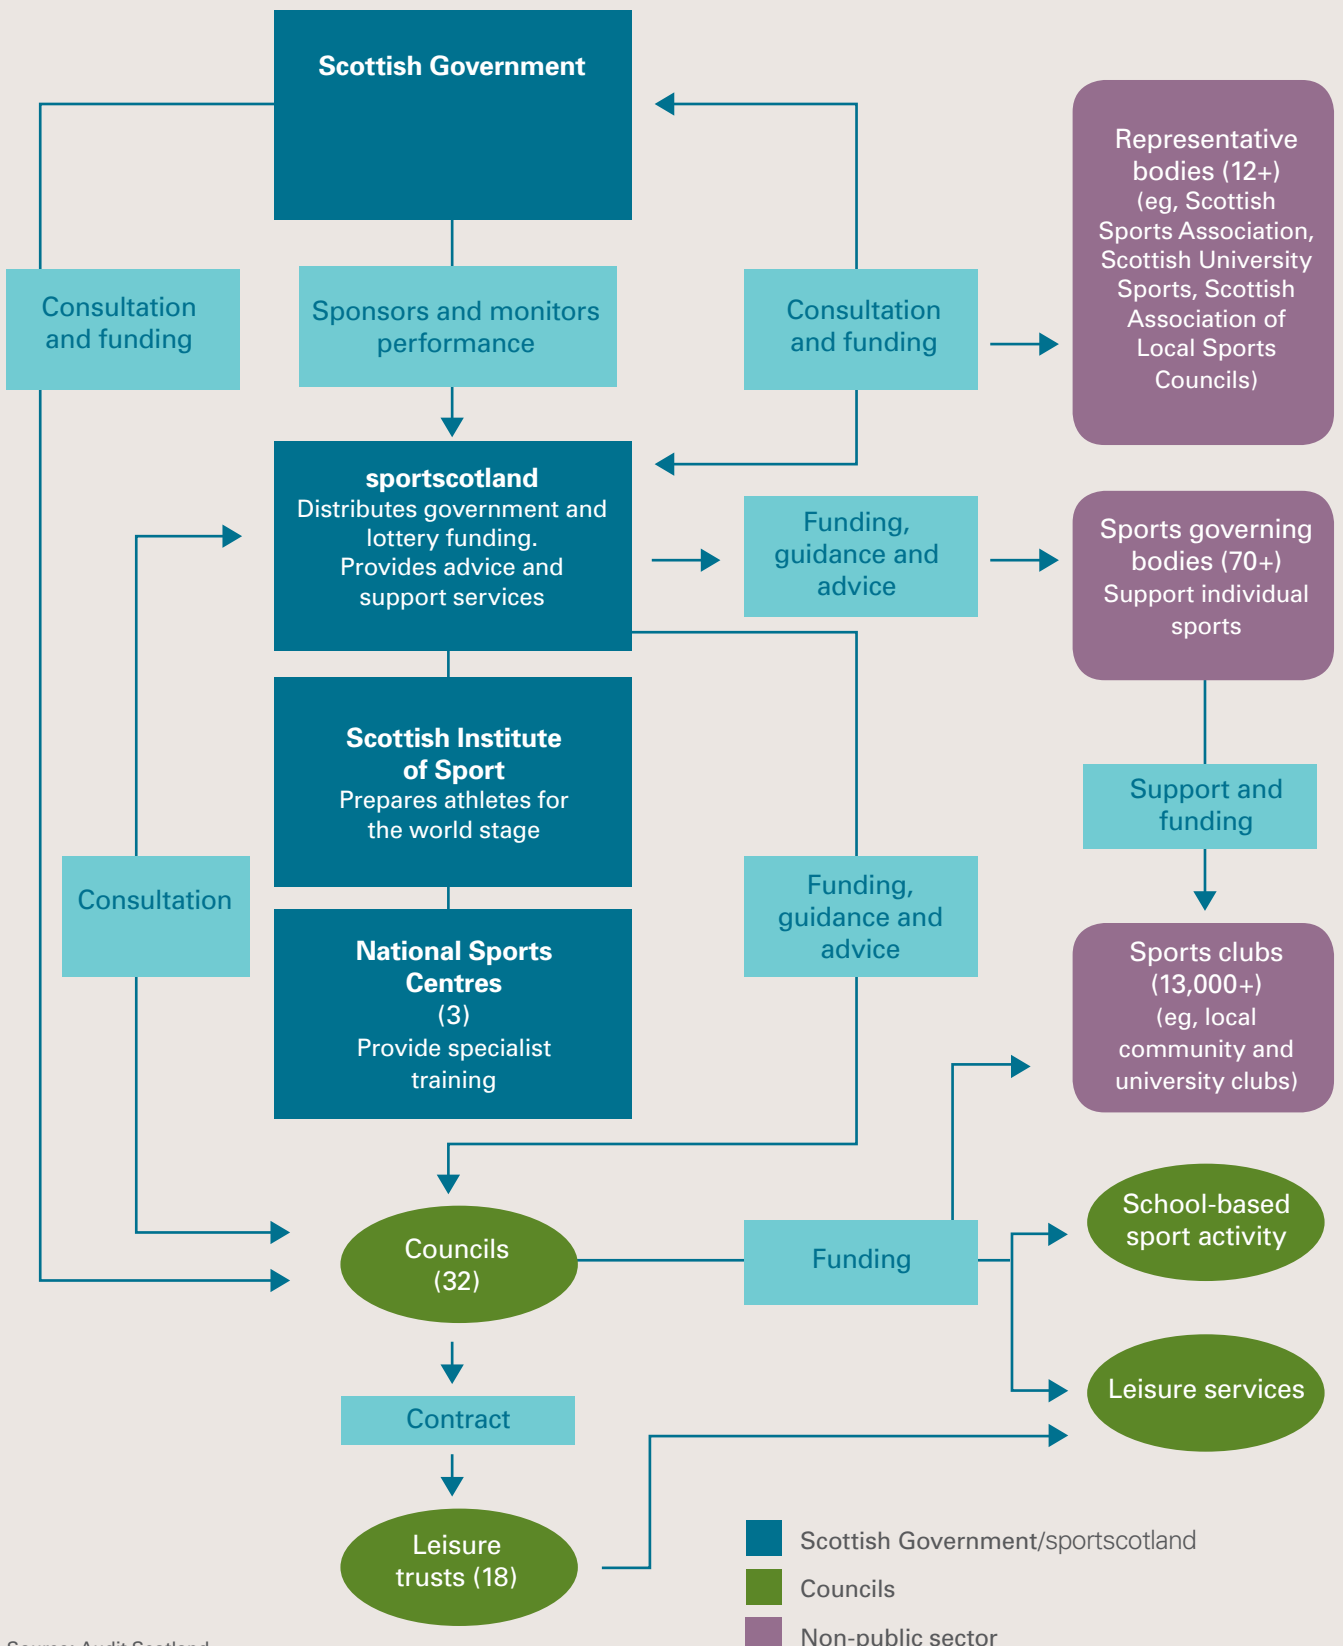 Scottish Government
Consultation
and funding
Sponsors and monitors
performance
Consultation
and funding
Representative
bodies (12+)
(eg, Scottish
Sports Association,
Scottish University
Sports, Scottish
Association of
Local Sports
Councils)
sportscotland
Distributes government and
lottery funding.
Provides advice and
support services
Funding,
guidance and
advice
Sports governing
bodies (70+)
Support individual
sports
Scottish Institute
of Sport
Prepares athletes for
the world stage
Support and
funding
Consultation
National Sports
Centres
(3)
Provide specialist
training
Funding,
guidance and
advice
Sports clubs
(13,000+)
(eg, local
community and
university clubs)
Councils
(32)
Funding
School-based
sport activity
Leisure services
Contract
Leisure
trusts (18)
Scottish Government/sportscotland
Councils
Non-public sector
Source: Audit Scotland